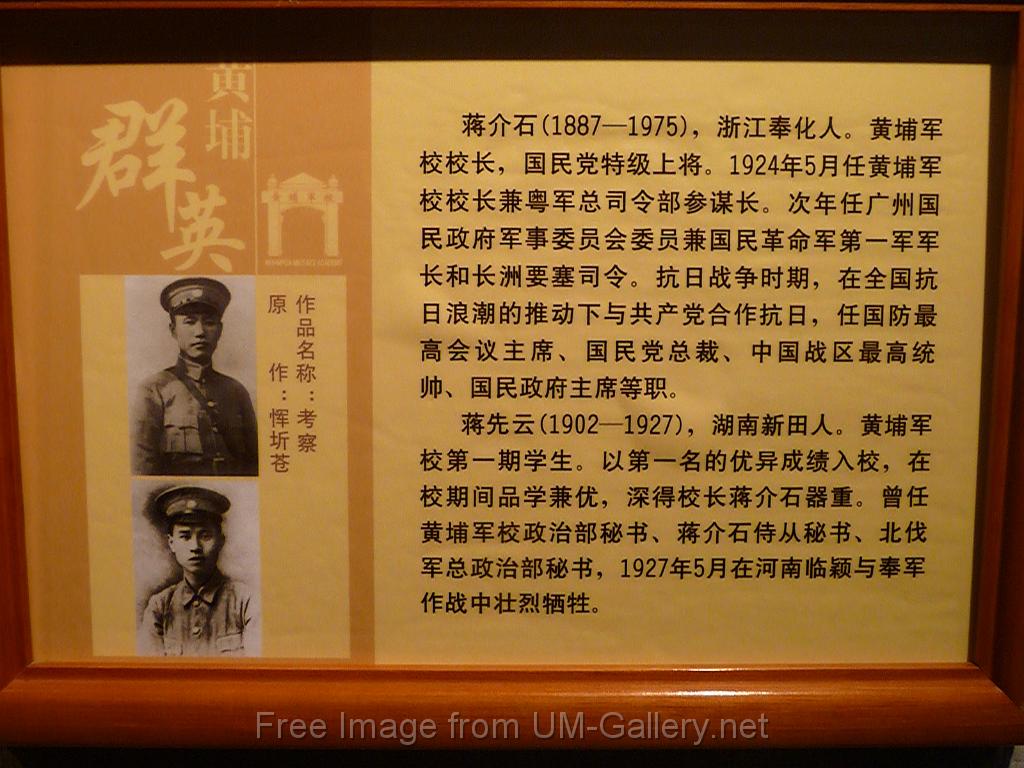 黄埔
群英
黄埔军校
WHAMPOA MILITARY ACADEMY
作品名称：考察
原　　作：恽圻苍
蒋介石(1887—1975)，浙江奉化人。黄埔军
校校长，国民党特级上将。1924年5月任黄埔军
校校长兼粤军总司令部参谋长。次年任广州国
民政府军事委员会委员兼国民革命军第一军军
长和长洲要塞司令。抗日战争时期，在全国抗
日浪潮的推动下与共产党合作抗日，任国防最
高会议主席、国民党总裁、中国战区最高统
帅、国民政府主席等职。
蒋先云(1902—1927)，湖南新田人。黄埔军
校第一期学生。以第一名的优异成绩入校，在
校期间品学兼优，深得校长蒋介石器重。曾任
黄埔军校政治部秘书、蒋介石侍从秘书、北伐
军总政治部秘书，1927年5月在河南临颍与奉军
作战中壮烈牺牲。
Free Image from UM-Gallery.net